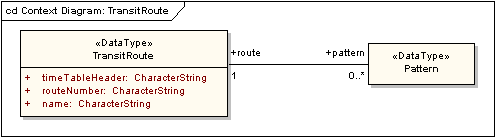 cd Context Diagram: TransitRoute
«DataType»
TransitRoute
+ timeTableHeader: CharacterString
+ routeNumber: CharacterString
+ name: CharacterString
+route
+pattern
1
0..*
«DataType»
Pattern